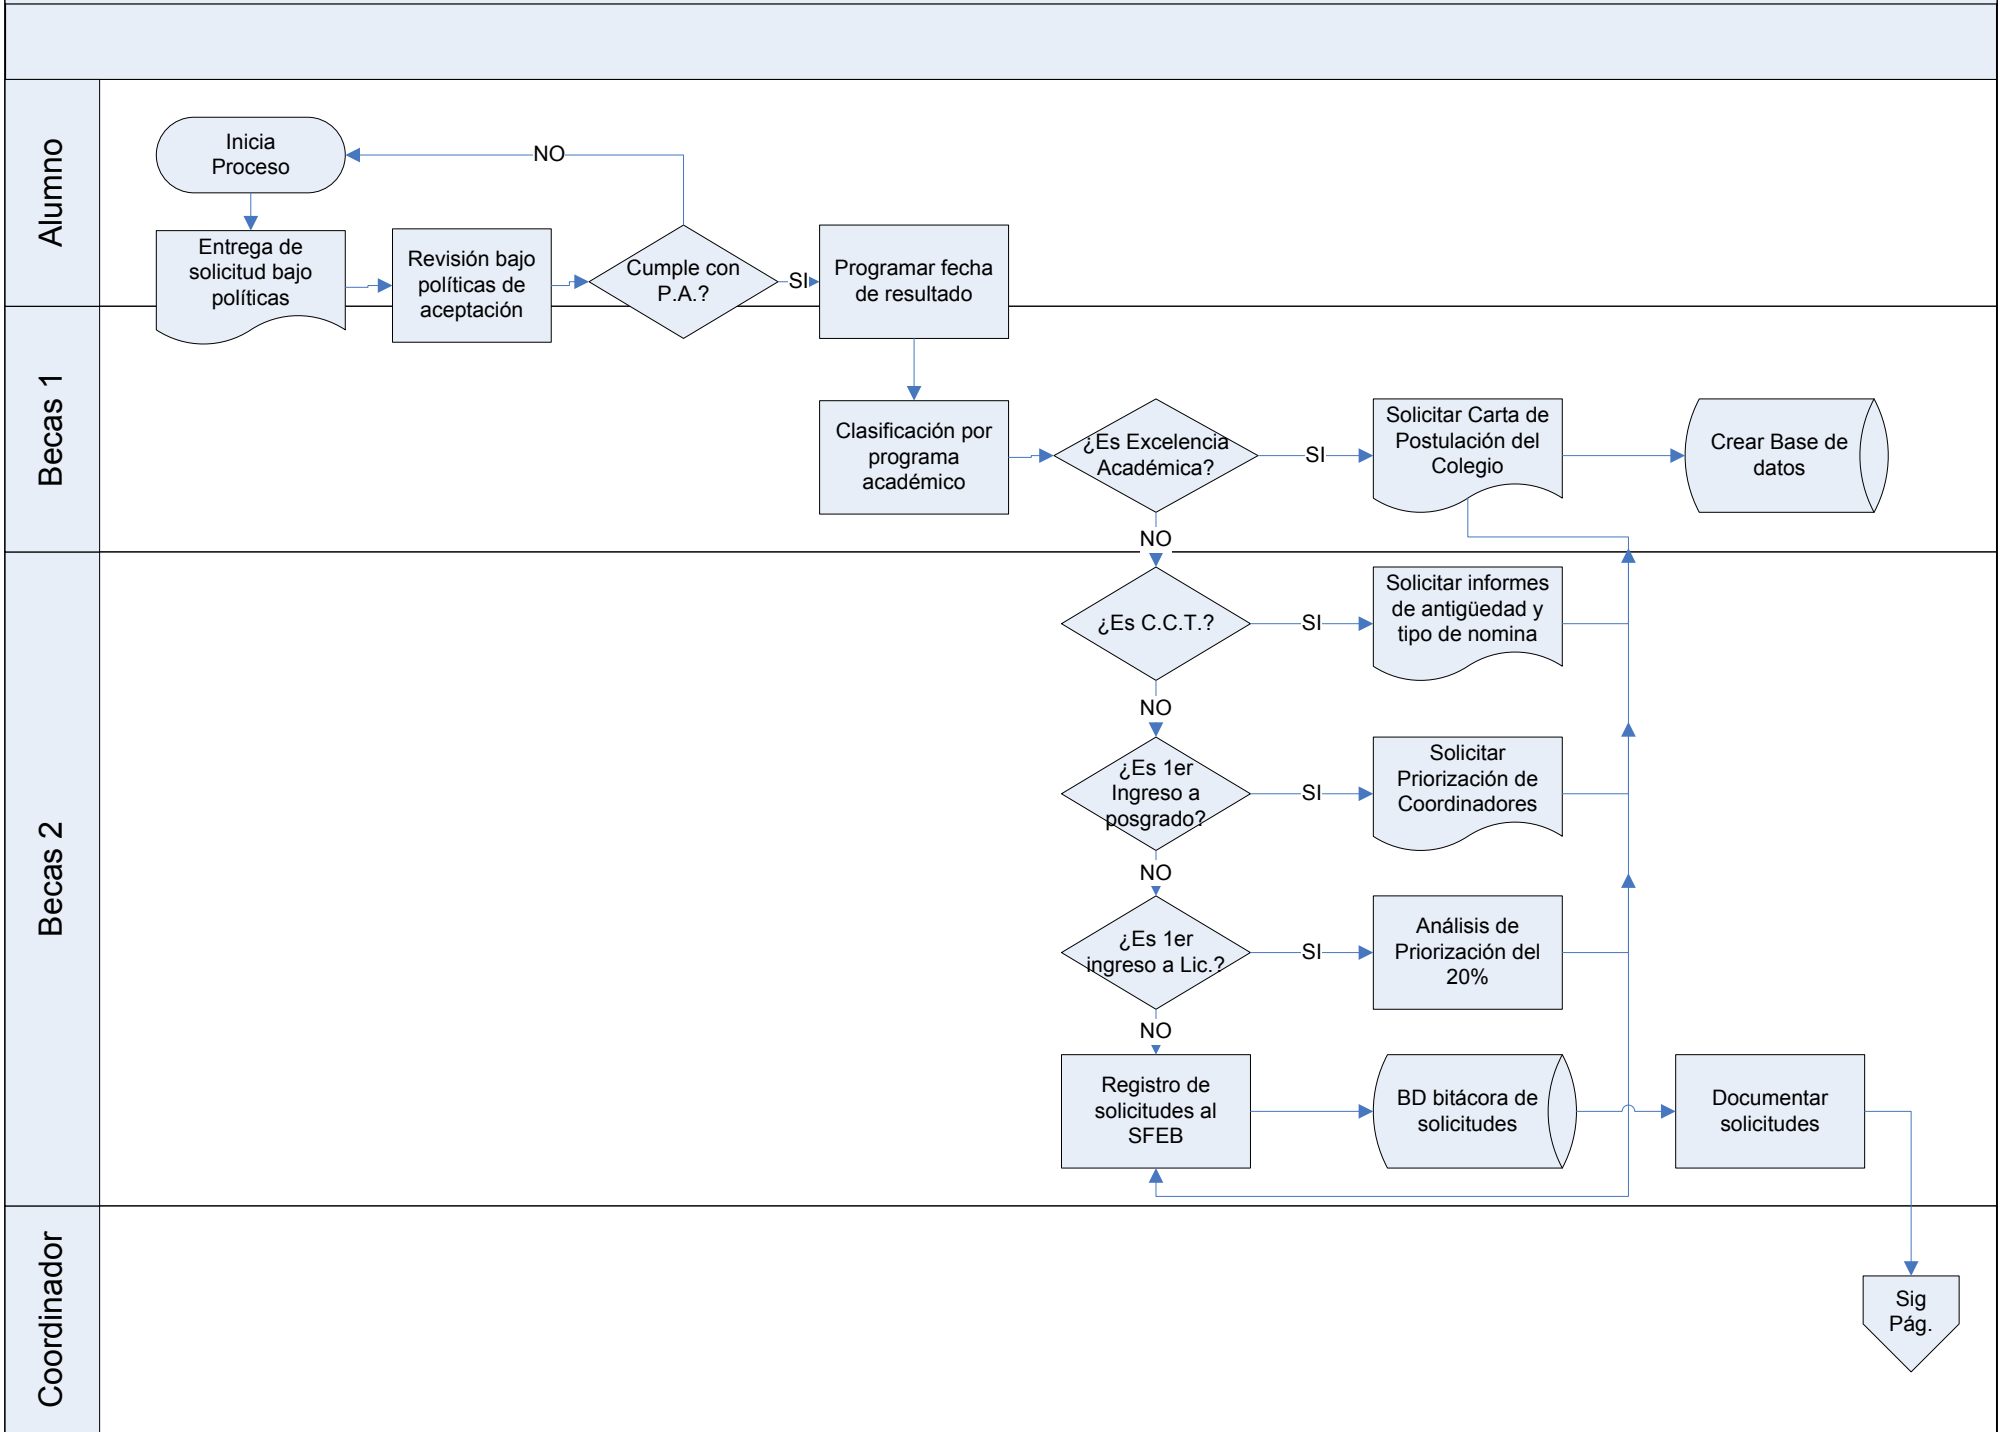 Alumno
Inicia
Proceso
NO
Entrega de
solicitud bajo
políticas
Revisión bajo
políticas de
aceptación
Cumple con
P.A.?
SI
Programar fecha
de resultado
Becas 1
Clasificación por
programa
académico
¿Es Excelencia
Académica?
SI
Solicitar Carta de
Postulación del
Colegio
Crear Base de
datos
NO
Becas 2
¿Es C.C.T.?
SI
Solicitar informes
de antigüedad y
tipo de nomina
NO
¿Es 1er
Ingreso a
posgrado?
SI
Solicitar
Priorización de
Coordinadores
NO
¿Es 1er
ingreso a Lic.?
SI
Análisis de
Priorización del
20%
NO
Registro de
solicitudes al
SFEB
BD bitácora de
solicitudes
Documentar
solicitudes
Coordinador
Sig
Pág.